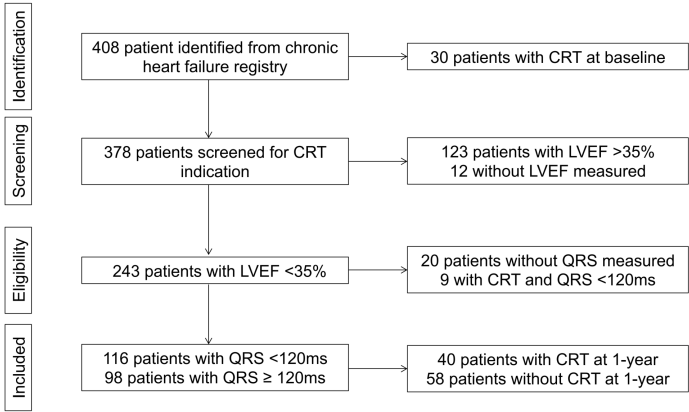 Identification
408 patient identified from chronic
heart failure registry
30 patients with CRT at baseline
Screening
378 patients screened for CRT
indication
123 patients with LVEF >35%
12 without LVEF measured
Eligibility
243 patients with LVEF <35%
20 patients without QRS measured
9 with CRT and QRS <120ms
Included
116 patients with QRS <120ms
98 patients with QRS ≥ 120ms
40 patients with CRT at 1-year
58 patients without CRT at 1-year